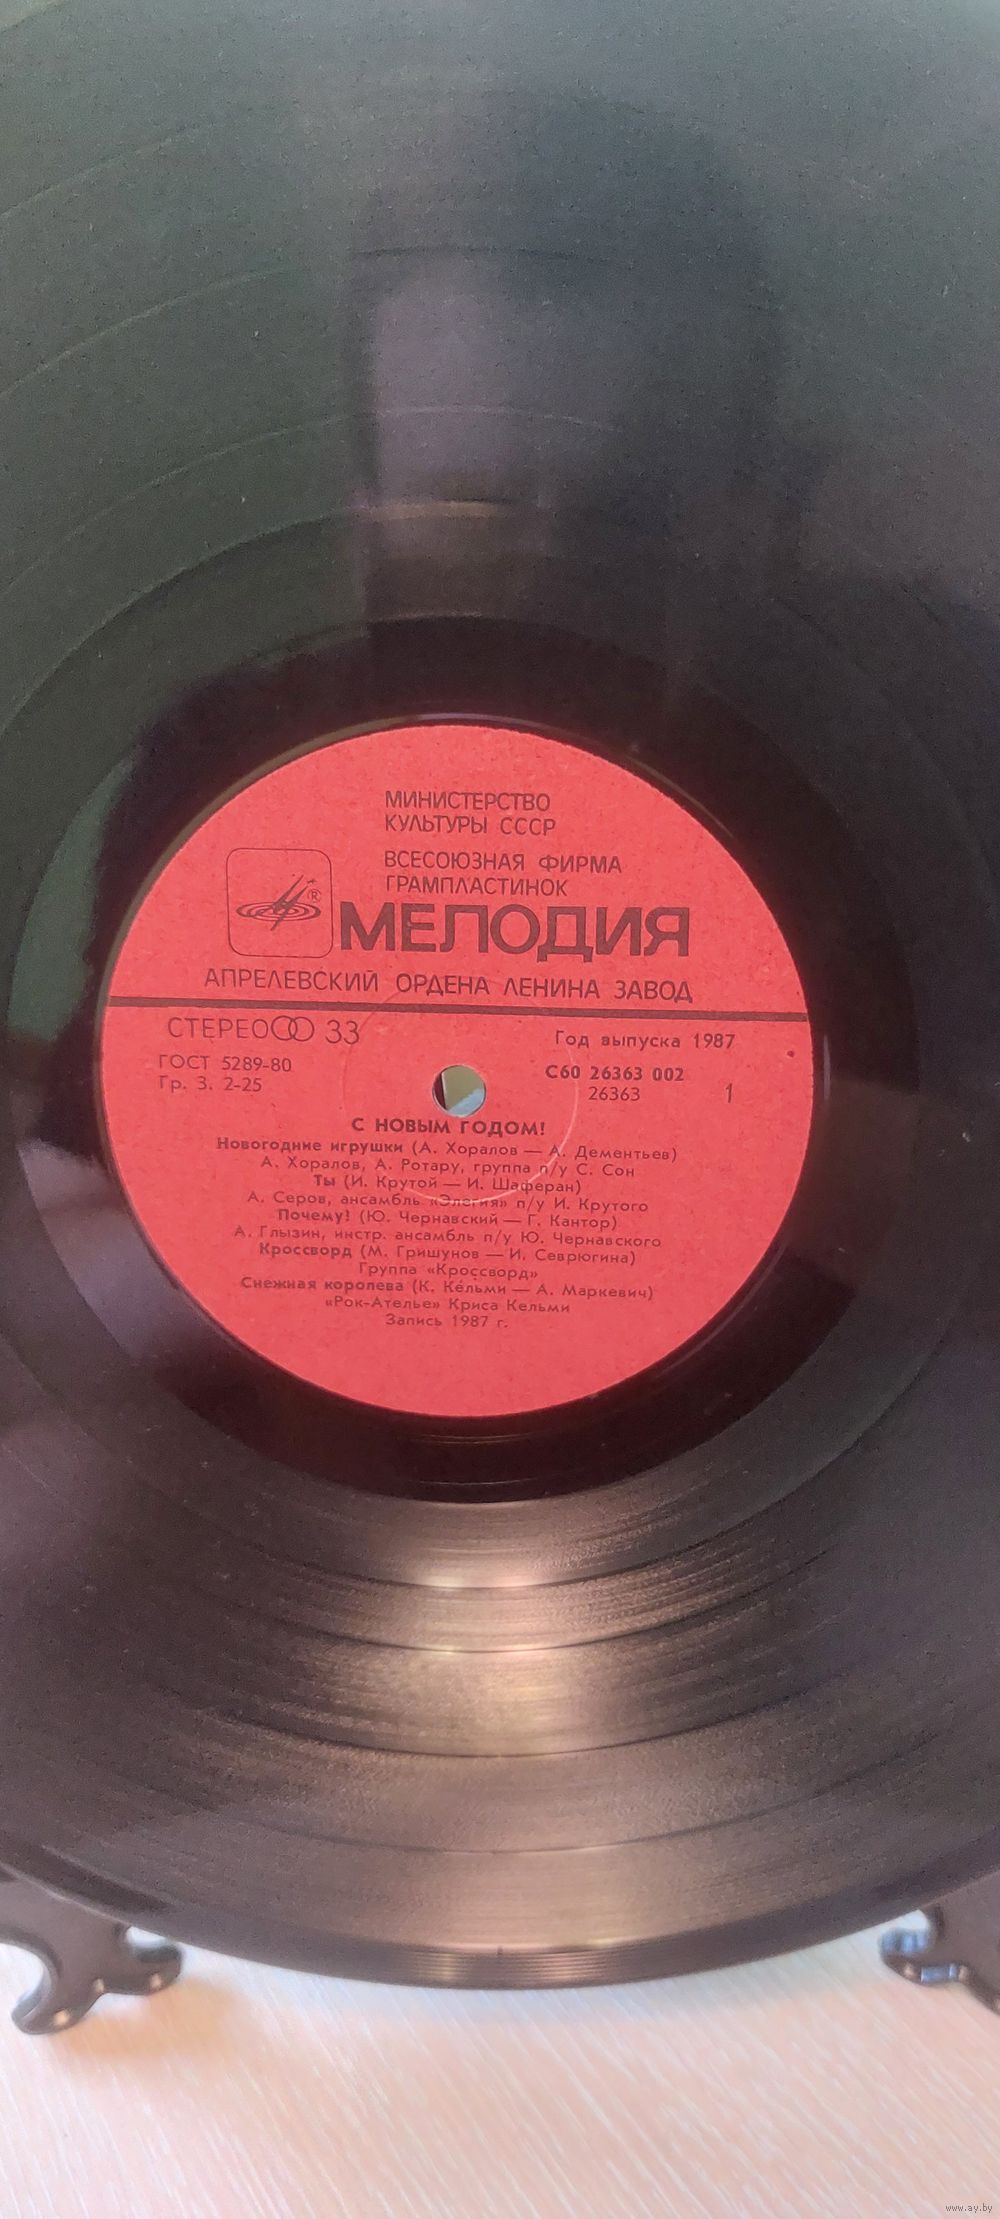 МИНИСТЕРСТВО
КУЛЬТУРЫ СССР
ВСЕСОЮЗНАЯ ФИРМА
ГРАМПЛАСТИНОК
®
МЕЛОДИЯ
АПРЕЛЕВСКИЙ ОРДЕНА ЛЕНИНА ЗАВОД
СТЕРЕО 33
Год выпуска 1987
ГОСТ 5289-80
Гр. 3. 2-25
С60 26363 002
26363
1
С НОВЫМ ГОДОМ!
Новогодние игрушки (А. Хоралов — А. Дементьев)
А. Хоралов, А. Ротару, группа п/у С. Сон
Ты (И. Крутой — И. Шаферан)
А. Серов, ансамбль «Элегия» п/у И. Крутого
Почему? (Ю. Чернавский — Г. Кантор)
А. Глызин, инстр. ансамбль п/у Ю. Чернавского
Кроссворд (М. Гришунов — И. Севрюгина)
Группа «Кроссворд»
Снежная королева (К. Кельми — А. Маркевич)
«Рок-Ателье» Криса Кельми
Запись 1987 г.
www.ay.by